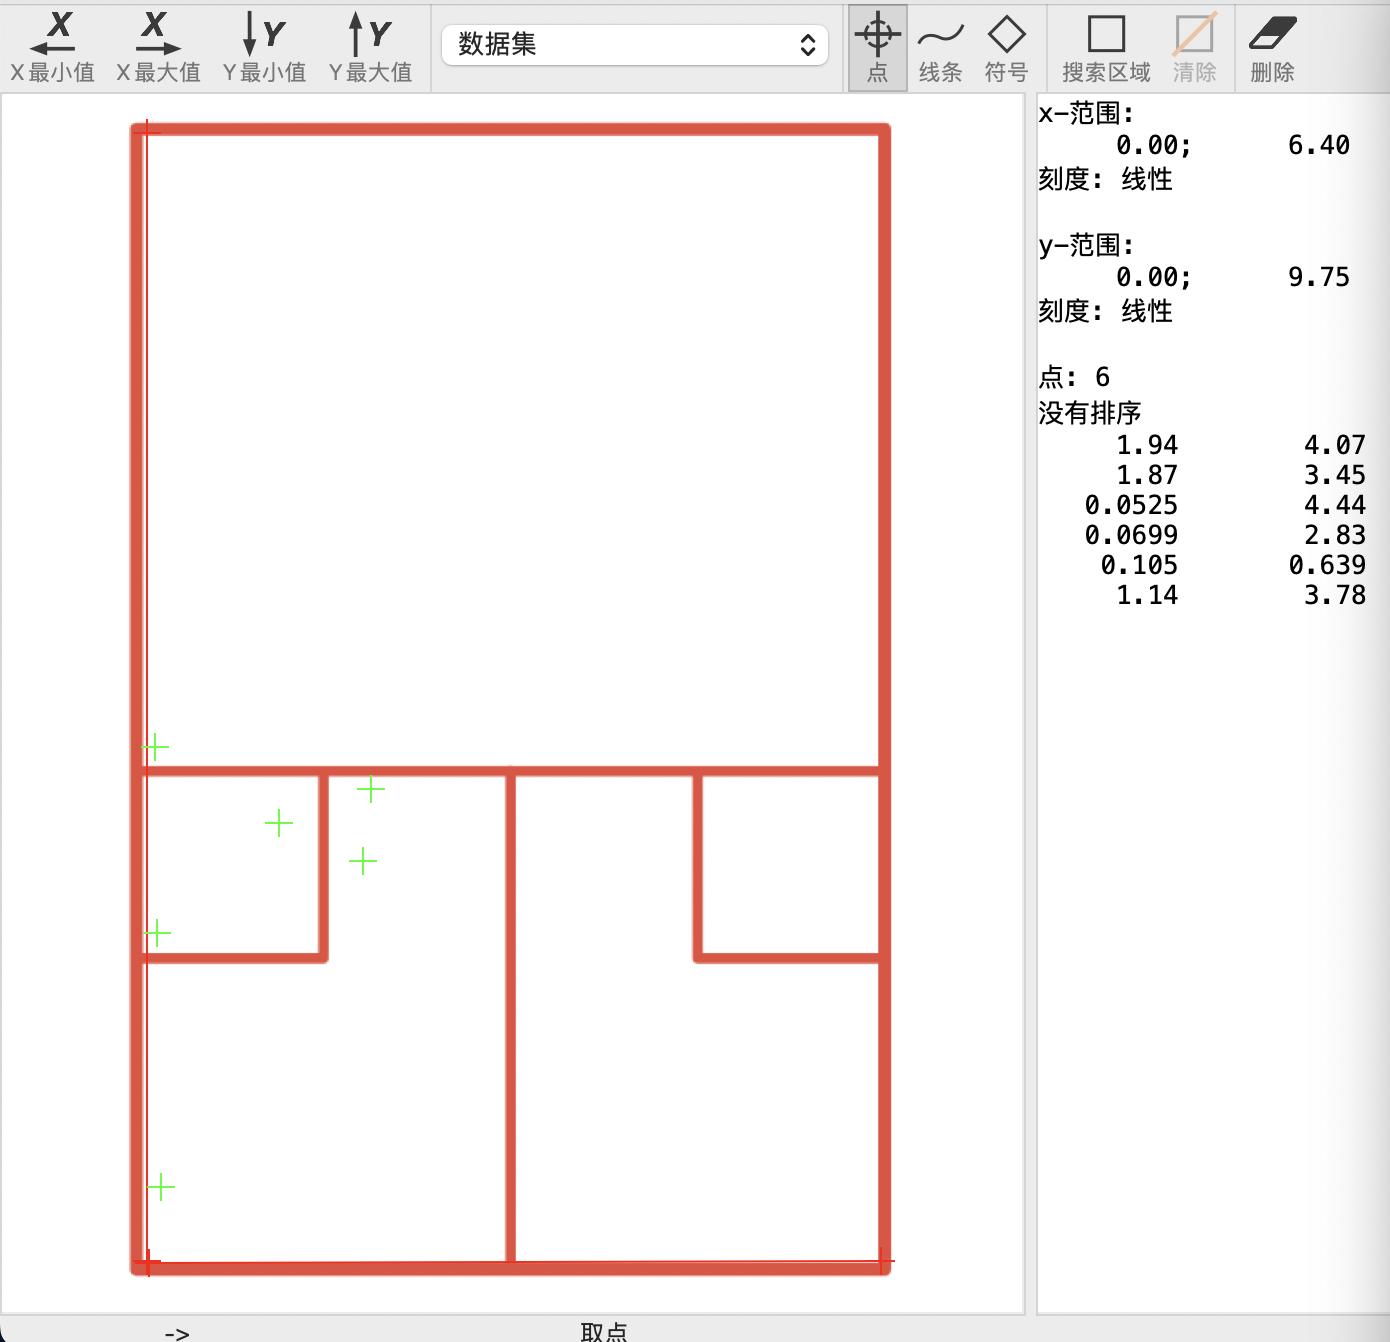 X X Y Y
X最小值 X最大值 Y最小值 Y最大值 数据集 点 线条 符号 搜索区域 清除 删除
x-范围:
0.00; 6.40
刻度: 线性
y-范围:
0.00; 9.75
刻度: 线性
点: 6
没有排序
1.94 4.07
1.87 3.45
0.0525 4.44
0.0699 2.83
0.105 0.639
1.14 3.78
-> 取点